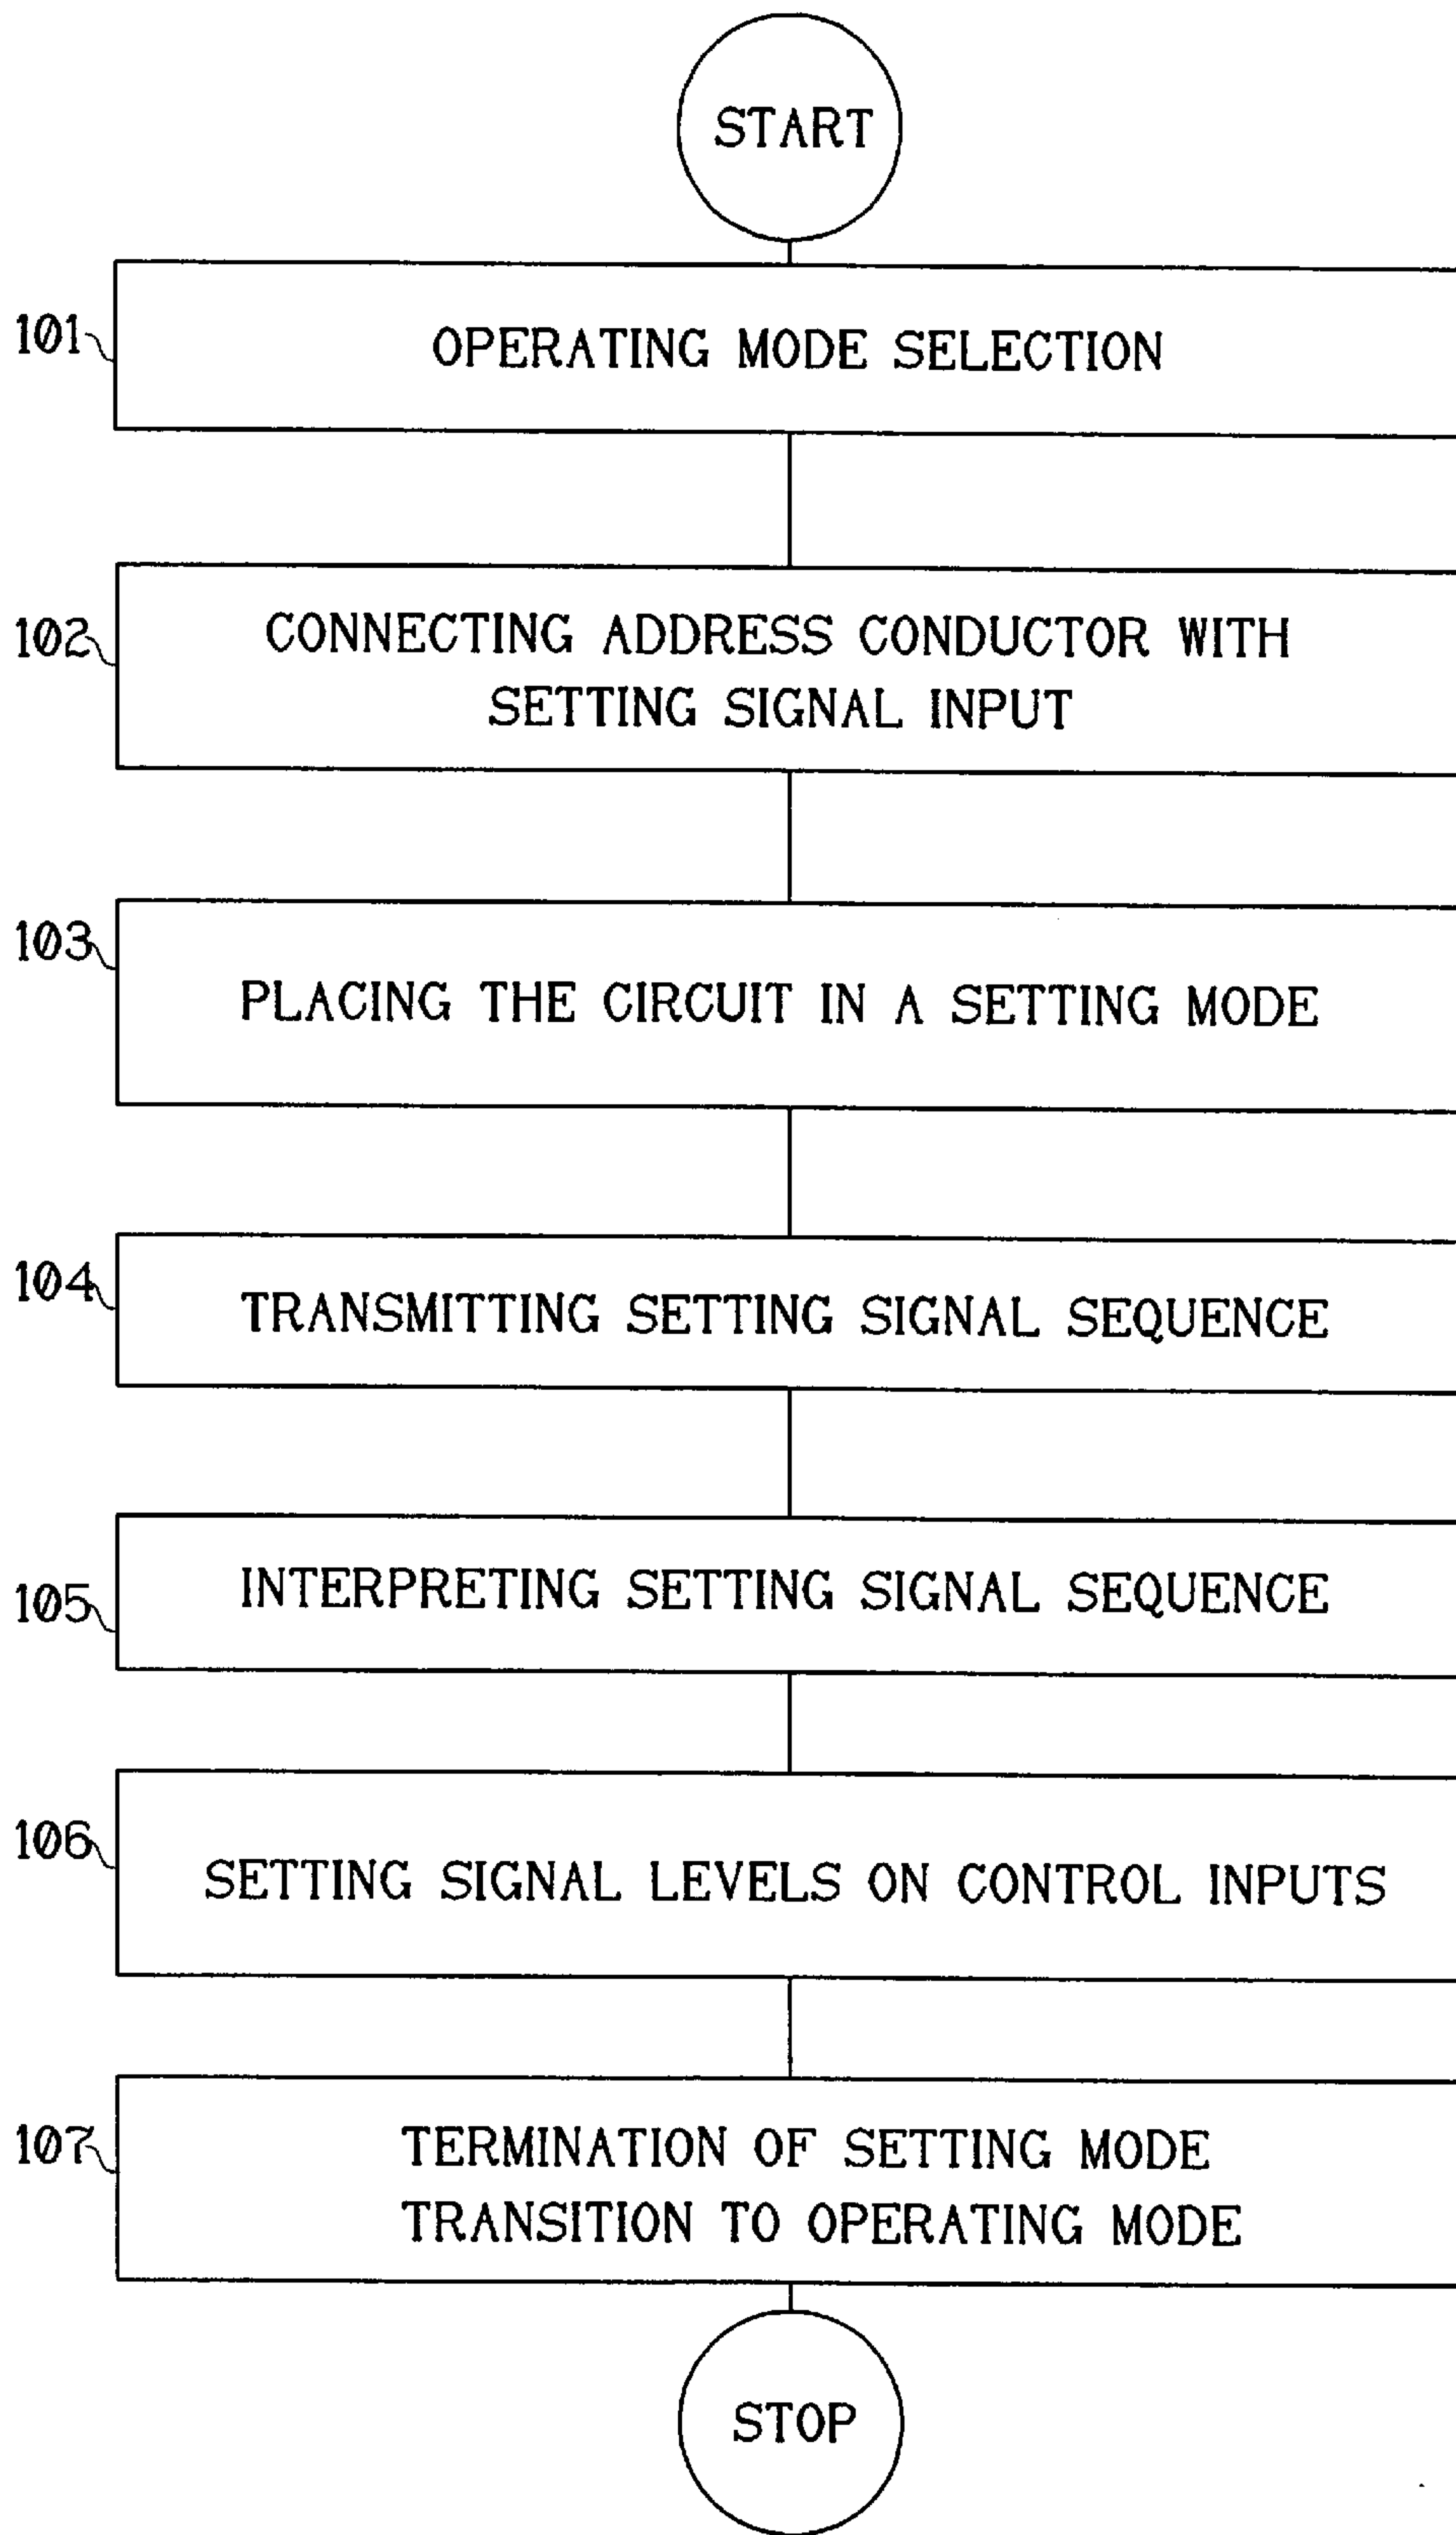 START
101
OPERATING MODE SELECTION
102
CONNECTING ADDRESS CONDUCTOR WITH
SETTING SIGNAL INPUT
103
PLACING THE CIRCUIT IN A SETTING MODE
104
TRANSMITTING SETTING SIGNAL SEQUENCE
105
INTERPRETING SETTING SIGNAL SEQUENCE
106
SETTING SIGNAL LEVELS ON CONTROL INPUTS
107
TERMINATION OF SETTING MODE
TRANSITION TO OPERATING MODE
STOP